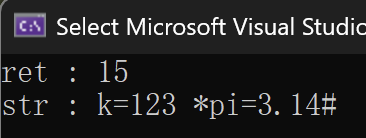 Select Microsoft Visual Studio
ret : 15
str : k=123 *pi=3.14#